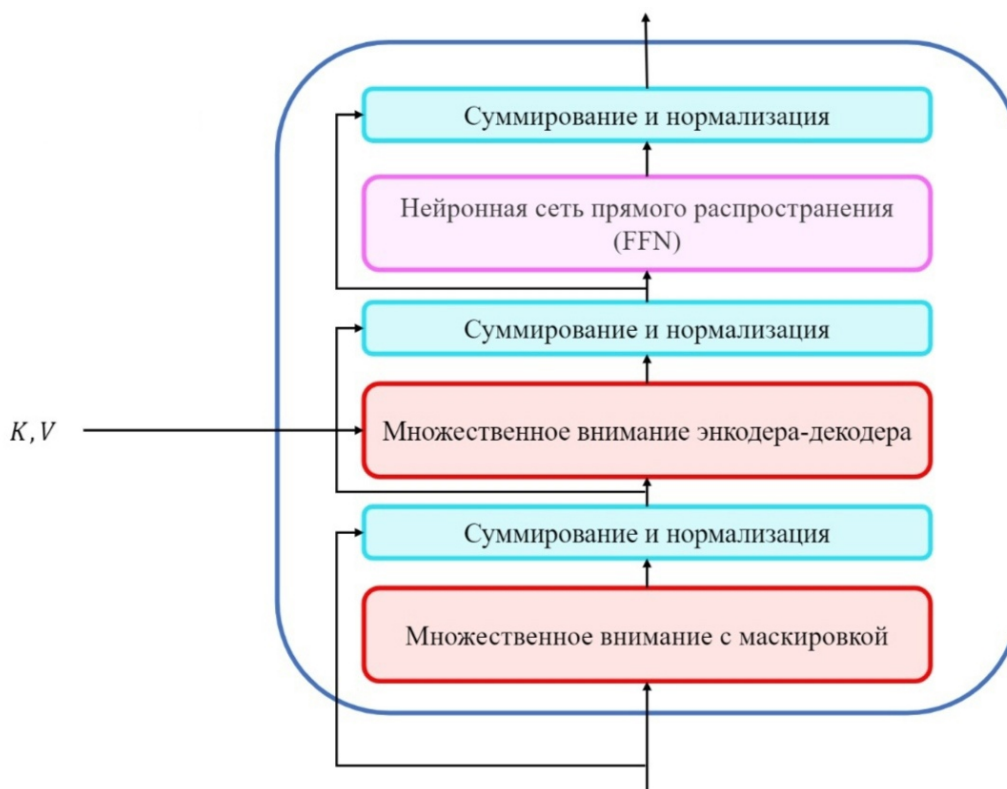 Суммирование и нормализация
Нейронная сеть прямого распространения
(FFN)
Суммирование и нормализация
K, V
Множественное внимание энкодера-декодера
Суммирование и нормализация
Множественное внимание с маскировкой